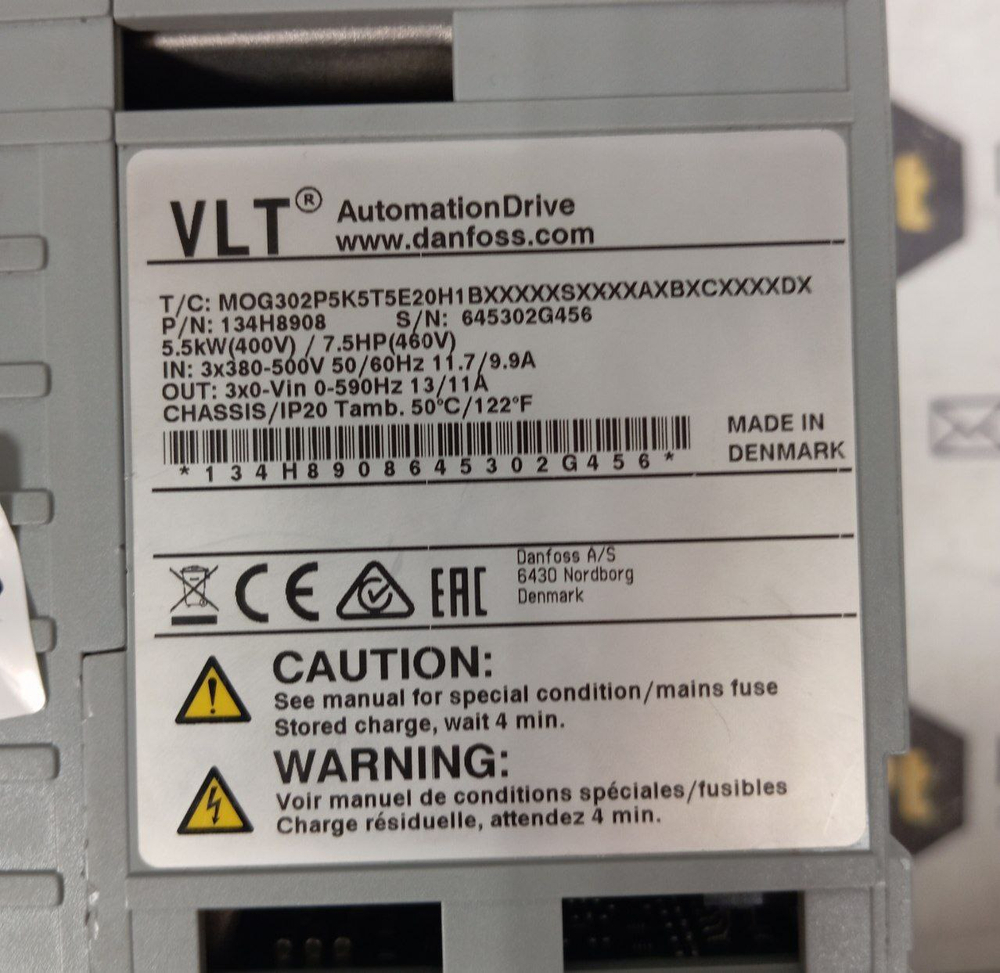 VLT® AutomationDrive
www.danfoss.com
T/C: MOG302P5K5T5E20H1BXXXXXSXXXXAXBXCXXXXDX
P/N: 134H8908 S/N: 645302G456
5.5kW(400V) / 7.5HP(460V)
IN: 3x380-500V 50/60Hz 11.7/9.9A
OUT: 3x0-Vin 0-590Hz 13/11A
CHASSIS/IP20 Tamb. 50°C/122°F
MADE IN
DENMARK
*134H8908645302G456*
CE
EAC
Danfoss A/S
6430 Nordborg
Denmark
CAUTION:
See manual for special condition/mains fuse
Stored charge, wait 4 min.
WARNING:
Voir manuel de conditions spéciales/fusibles
Charge résiduelle, attendez 4 min.